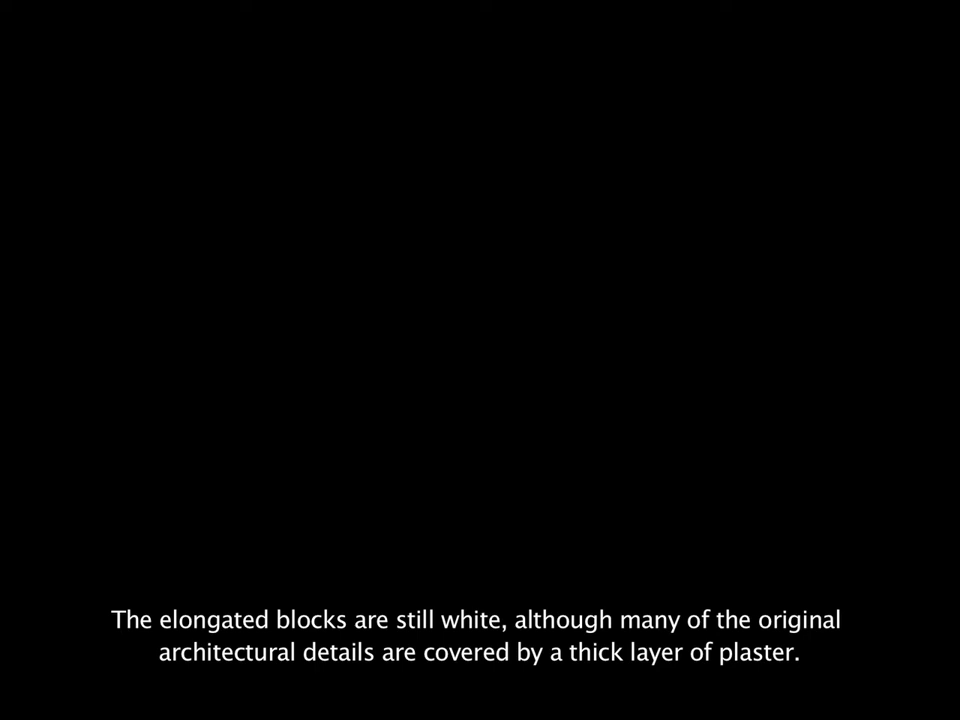 The elongated blocks are still white, although many of the original
architectural details are covered by a thick layer of plaster.